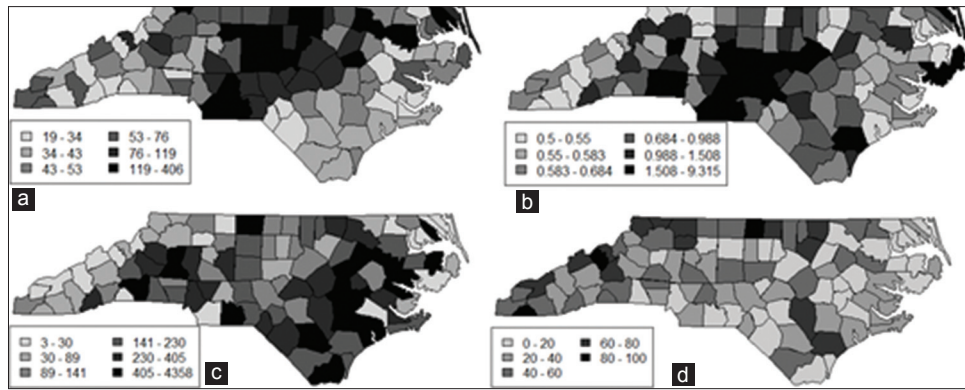 19 - 34
34 - 43
43 - 53
53 - 76
76 - 119
119 - 406
a
0.5 - 0.55
0.55 - 0.583
0.583 - 0.684
0.684 - 0.988
0.988 - 1.508
1.508 - 9.315
b
3 - 30
30 - 89
89 - 141
141 - 230
230 - 405
405 - 4358
c
0 - 20
20 - 40
40 - 60
60 - 80
80 - 100
d